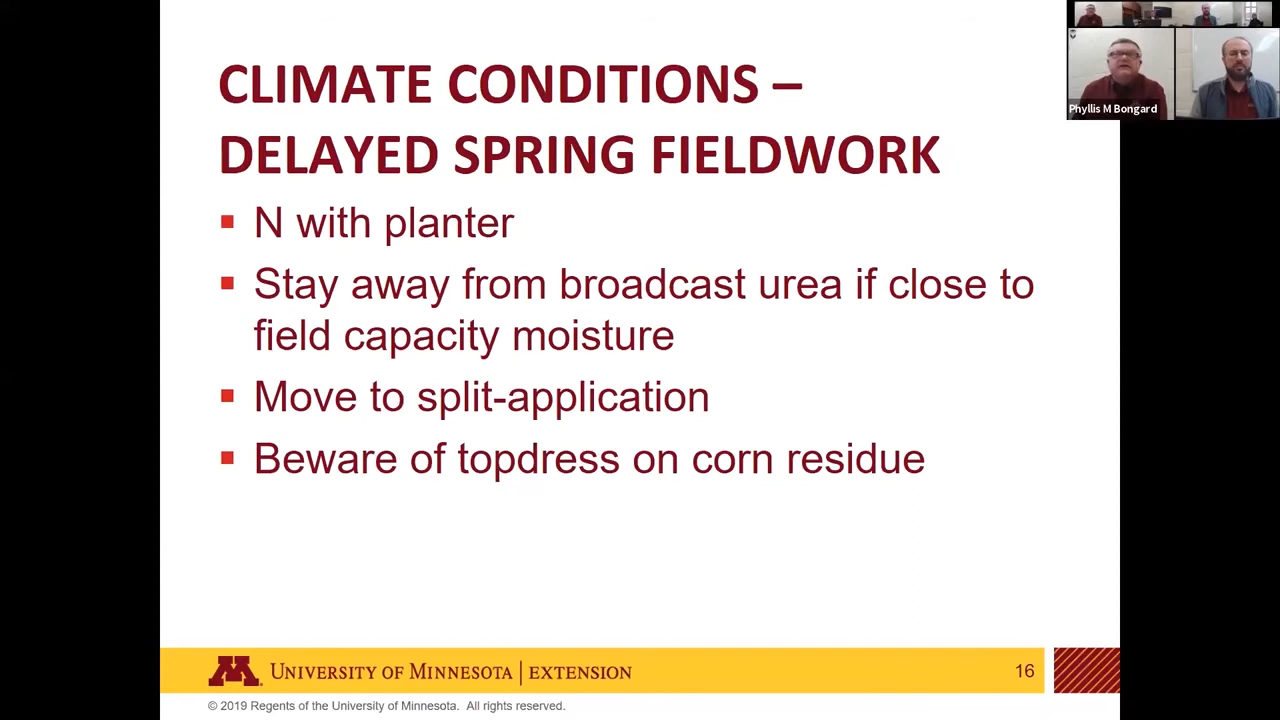 CLIMATE CONDITIONS –
DELAYED SPRING FIELDWORK
▪ N with planter
▪ Stay away from broadcast urea if close to
field capacity moisture
▪ Move to split-application
▪ Beware of topdress on corn residue
Phyllis M Bongard
M UNIVERSITY OF MINNESOTA | EXTENSION
16
© 2019 Regents of the University of Minnesota. All rights reserved.